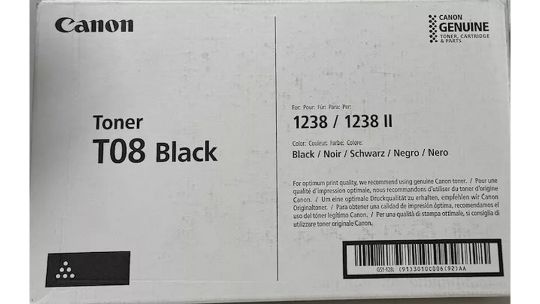 Canon
CANON
GENUINE
TONER, CARTRIDGE
& PARTS
Toner
T08 Black
For: Pour: Für: Para: Per:
1238 / 1238 II
Color: Couleur: Farbe: Colore:
Black / Noir / Schwarz / Negro / Nero
For optimum print quality, we recommend using genuine Canon toner. / Pour une
qualité d'impression optimale, nous recommandons d'utiliser du toner d'origine
Canon. / Um eine optimale Druckqualität zu erhalten, empfehlen wir Canon
Originaltoner. / Para obtener una calidad de impresión óptima, recomendamos el
uso del tóner legítimo Canon. / Per una qualità di stampa ottimale, si consiglia di
utilizzare toner Canon originale.
(91)3010C006(92)AA